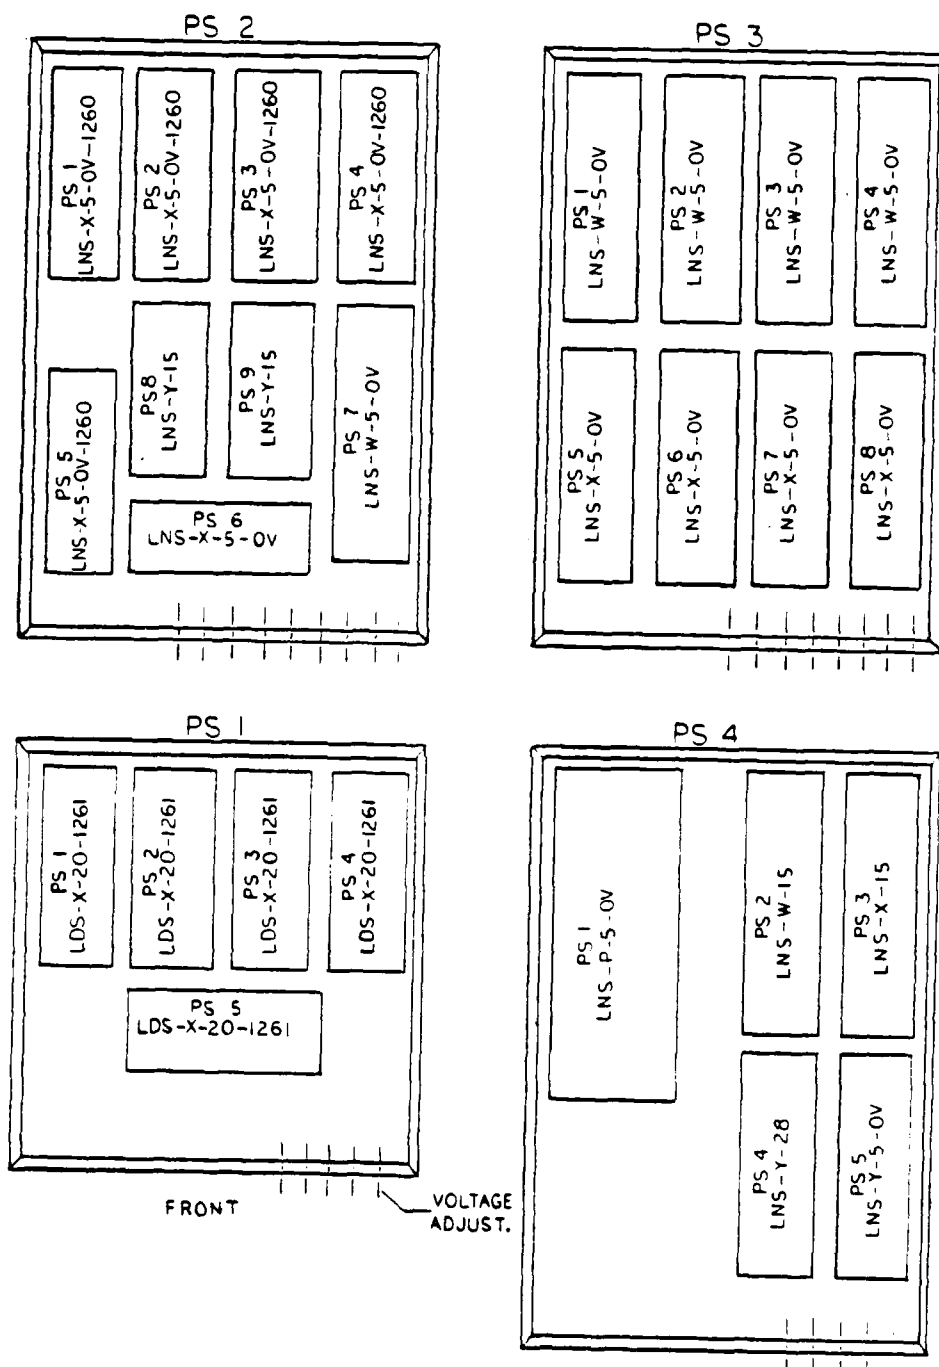 PS 2
PS 1
LNS-X-5-OV-1260
PS 2
LNS-X-5-OV-1260
PS 3
LNS-X-5-OV-1260
PS 4
LNS-X-5-OV-1260
PS 5
LNS-X-5-OV-1260
PS8
LNS-Y-15
PS 9
LNS-Y-15
PS 7
LNS-W-5-OV
PS 6
LNS-X-5-OV
PS 3
PS 1
LNS-W-5-OV
PS 2
LNS-W-5-OV
PS 3
LNS-W-5-OV
PS 4
LNS-W-5-OV
PS 5
LNS-X-5-OV
PS 6
LNS-X-5-OV
PS 7
LNS-X-5-OV
PS 8
LNS-X-5-OV
PS 1
PS 1
LDS-X-20-1261
PS 2
LDS-X-20-1261
PS 3
LDS-X-20-1261
PS 4
LDS-X-20-1261
PS 5
LDS-X-20-1261
FRONT
VOLTAGE
ADJUST.
PS 4
PS 1
LNS-P-5-OV
PS 2
LNS-W-15
PS 3
LNS-X-15
PS 4
LNS-Y-28
PS 5
LNS-Y-5-OV